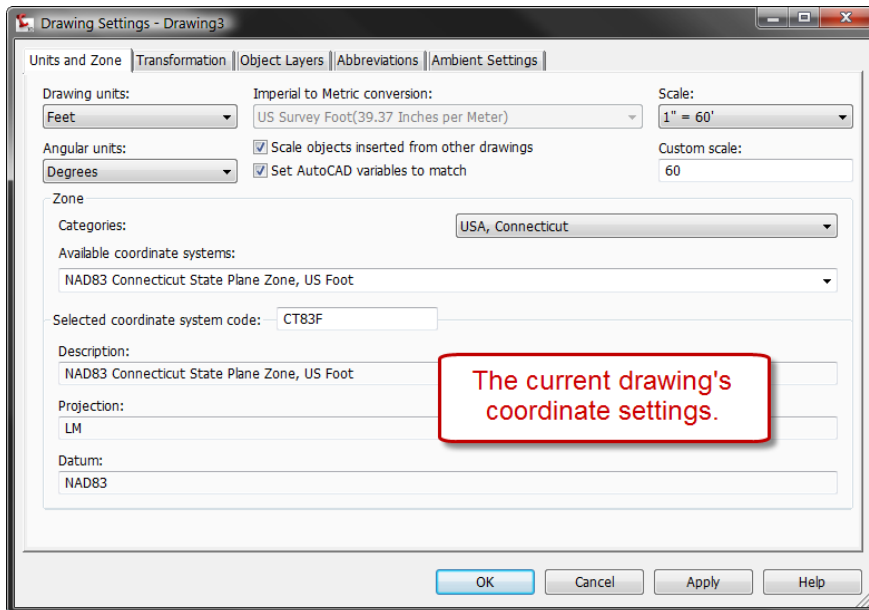 Drawing Settings - Drawing3
Units and Zone Transformation Object Layers Abbreviations Ambient Settings
Drawing units: Imperial to Metric conversion: Scale:
Feet US Survey Foot(39.37 Inches per Meter) 1" = 60'
Angular units: Scale objects inserted from other drawings Custom scale:
Degrees Set AutoCAD variables to match 60
Zone
Categories: USA, Connecticut
Available coordinate systems:
NAD83 Connecticut State Plane Zone, US Foot
Selected coordinate system code: CT83F
Description:
NAD83 Connecticut State Plane Zone, US Foot
The current drawing's
coordinate settings.
Projection:
LM
Datum:
NAD83
OK Cancel Apply Help